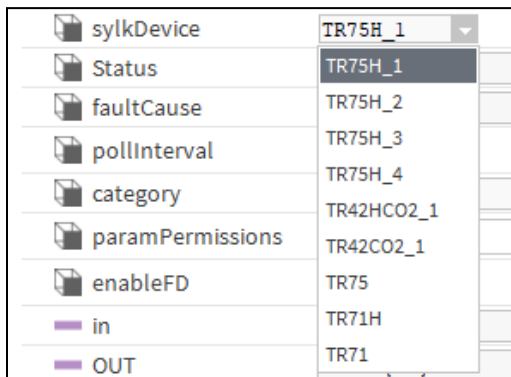 sylkDevice TR75H_1
Status TR75H_1
faultCause TR75H_2
pollInterval TR75H_3
category TR75H_4
TR42HCO2_1
paramPermissions TR42CO2_1
enableFD TR75
in TR71H
OUT TR71